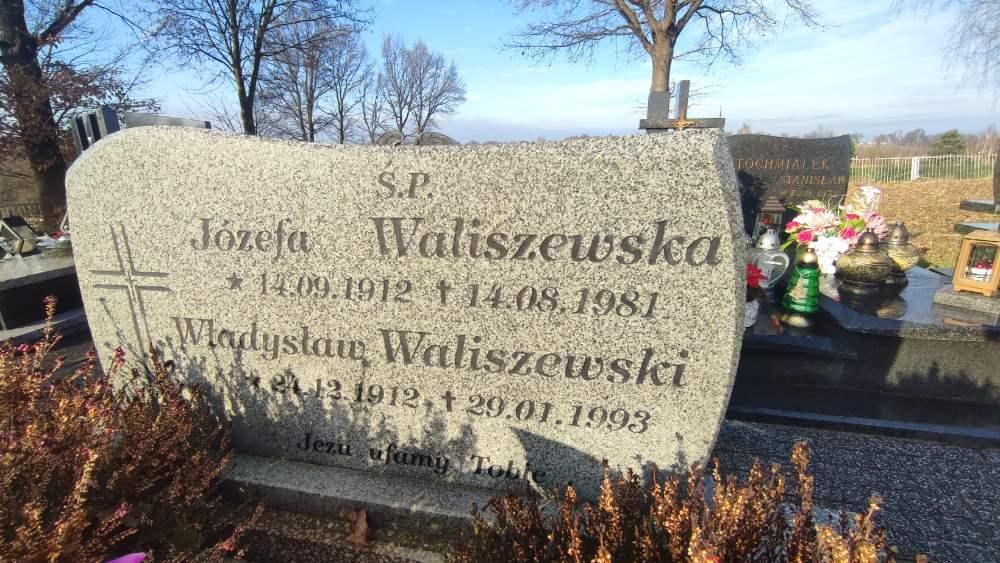 Ś.P.
Józefa Waliszewska
* 14.09.1912 † 14.08.1981
Władysław Waliszewski
* 24.12.1912 † 29.01.1993
Jezu ufamy Tobie
TOCHMIAŁEK
STANISŁAW